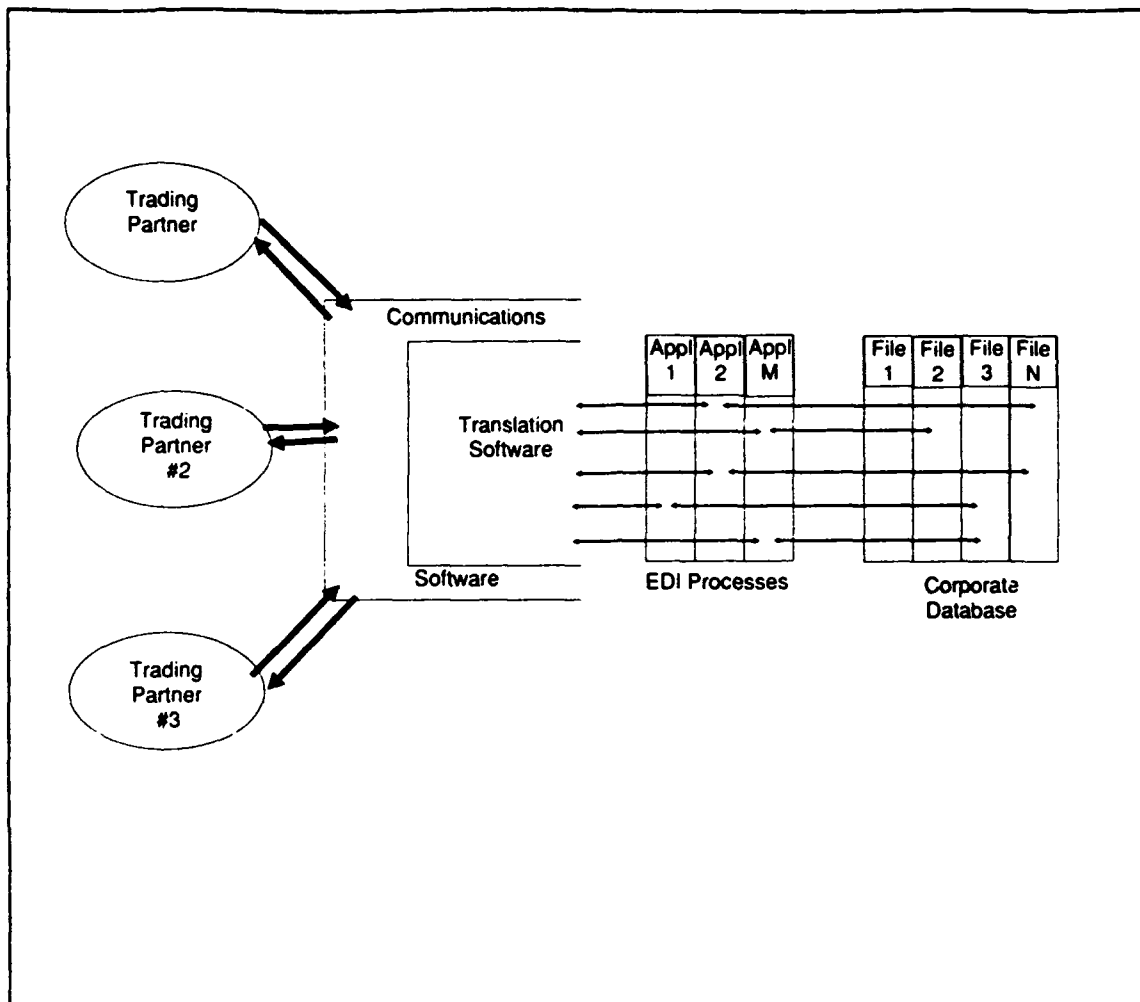 Trading
Partner
Communications
Appl
1
Appl
2
Appl
M
File
1
File
2
File
3
File
N
Trading
Partner
#2
Translation
Software
Software
EDI Processes
Corporate
Database
Trading
Partner
#3